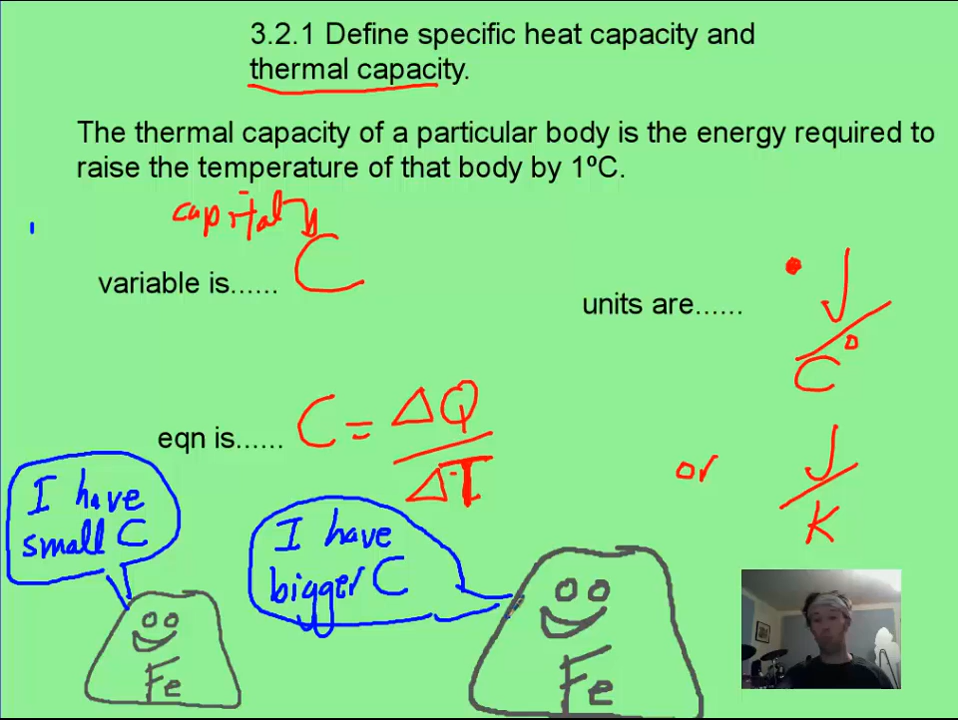 3.2.1 Define specific heat capacity and
thermal capacity.
The thermal capacity of a particular body is the energy required to
raise the temperature of that body by 1ºC.
capital
variable is...... C
units are...... J/C°
eqn is...... C = ΔQ/ΔT
or J/K
I have
small C
I have
bigger C
Fe
Fe